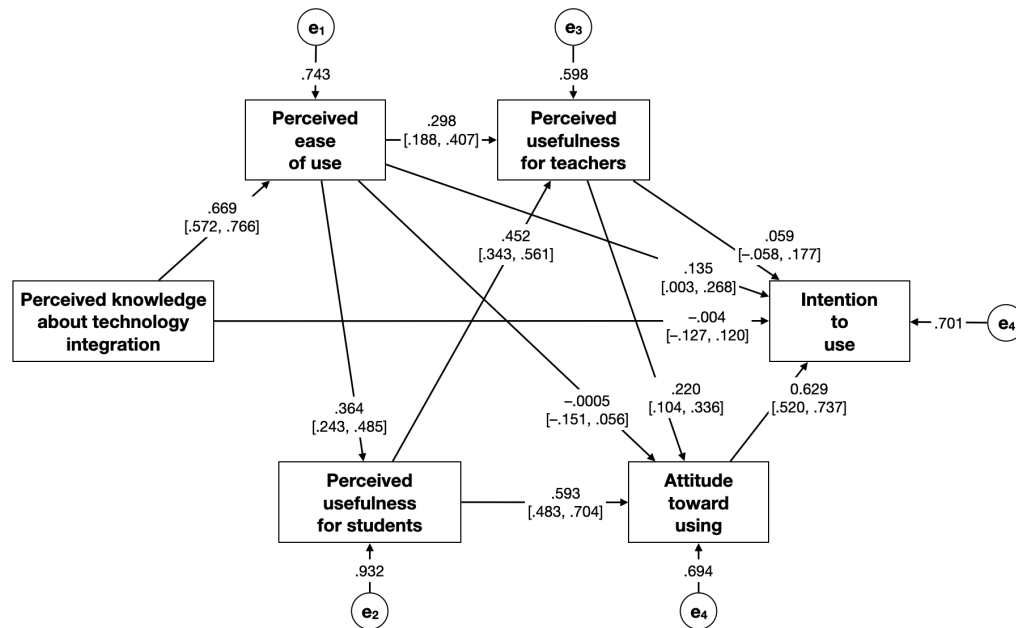 e₁
e₃
.743
.598
Perceived
ease
of use
.298
[.188, .407]
Perceived
usefulness
for teachers
.669
[.572, .766]
.452
[.343, .561]
.059
[−.058, .177]
.135
[.003, .268]
Perceived knowledge
about technology
integration
−.004
[−.127, .120]
Intention
to
use
.701
e₄
.364
[.243, .485]
−.0005
[−.151, .056]
.220
[.104, .336]
0.629
[.520, .737]
Perceived
usefulness
for students
.593
[.483, .704]
Attitude
toward
using
.932
.694
e₂
e₄